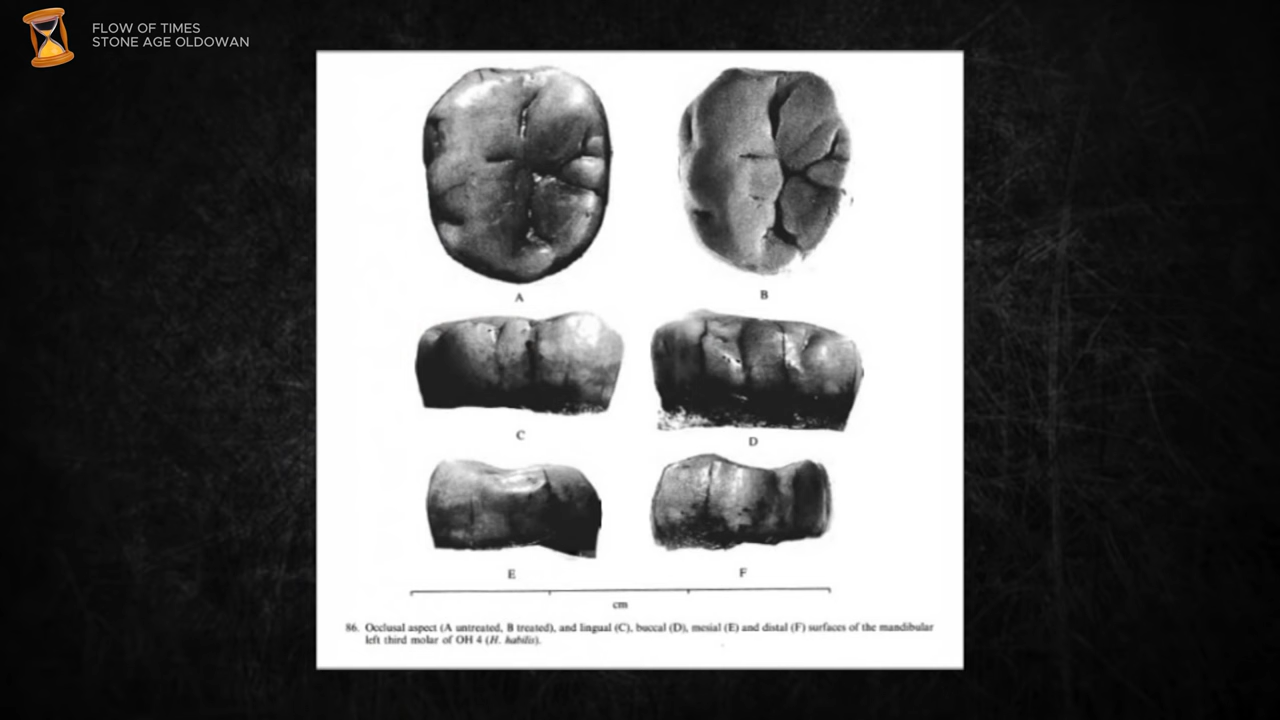 FLOW OF TIMES
STONE AGE OLDOWAN
A
B
C
D
E
F
cm
86. Occlusal aspect (A untreated, B treated), and lingual (C), buccal (D), mesial (E) and distal (F) surfaces of the mandibular
left third molar of OH 4 (H. habilis).